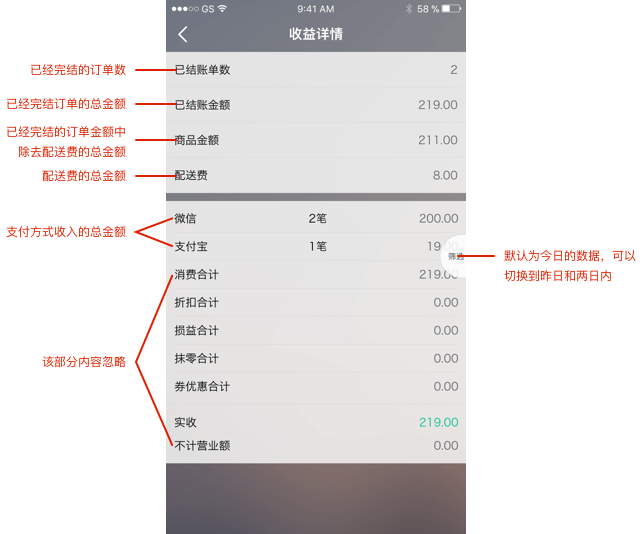 GS 9:41 AM 58 %
收益详情
已经完结的订单数
已结账单数 2
已经完结订单的总金额
已结账金额 219.00
已经完结的订单金额中
除去配送费的总金额
商品金额 211.00
配送费的总金额
配送费 8.00
支付方式收入的总金额
微信 2笔 200.00
支付宝 1笔 19.00
筛选
默认为今日的数据，可以
切换到昨日和两日内
消费合计 219.00
折扣合计 0.00
损益合计 0.00
该部分内容忽略
抹零合计 0.00
券优惠合计 0.00
实收 219.00
不计营业额 0.00